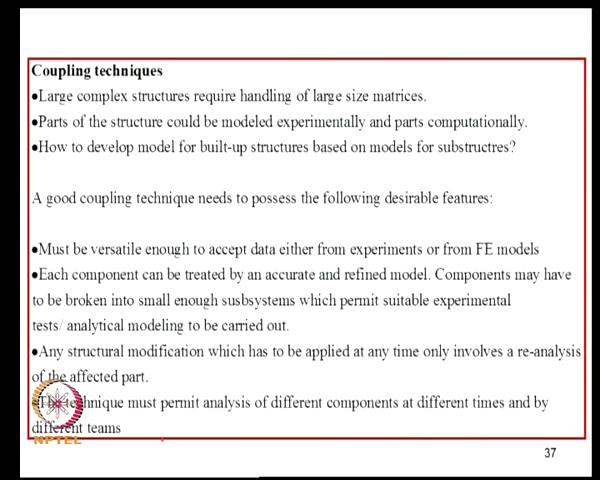 Coupling techniques
●Large complex structures require handling of large size matrices.
●Parts of the structure could be modeled experimentally and parts computationally.
●How to develop model for built-up structures based on models for substructres?
A good coupling technique needs to possess the following desirable features:
●Must be versatile enough to accept data either from experiments or from FE models
●Each component can be treated by an accurate and refined model. Components may have
to be broken into small enough susbsystems which permit suitable experimental
tests/ analytical modeling to be carried out.
●Any structural modification which has to be applied at any time only involves a re-analysis
of the affected part.
●The technique must permit analysis of different components at different times and by
different teams
NPTEL
37